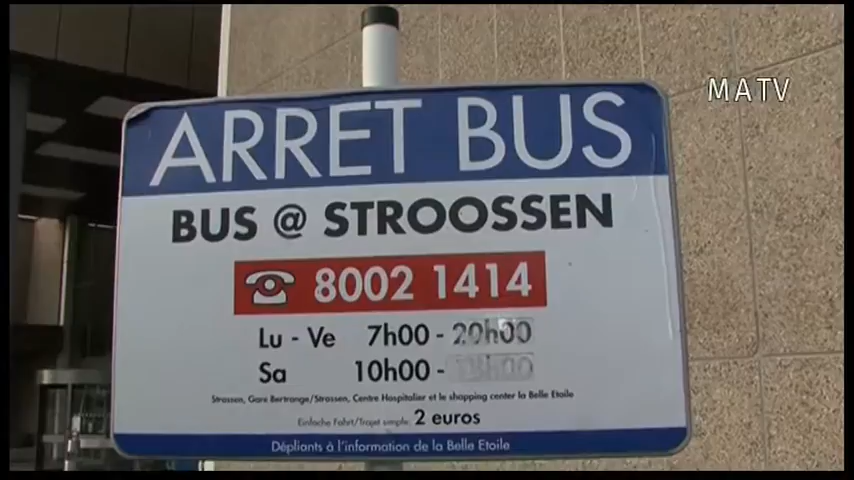 MATV
ARRET BUS
BUS @ STROOSSEN
8002 1414
Lu - Ve 7h00 - 20h00
Sa 10h00 -
Strassen, Gare Bertrange/Strossen, Centre Hospitalier et le shopping center la Belle Etoile
Einfache Fahrt/Trajet simple: 2 euros
Dépliants à l'information de la Belle Etoile